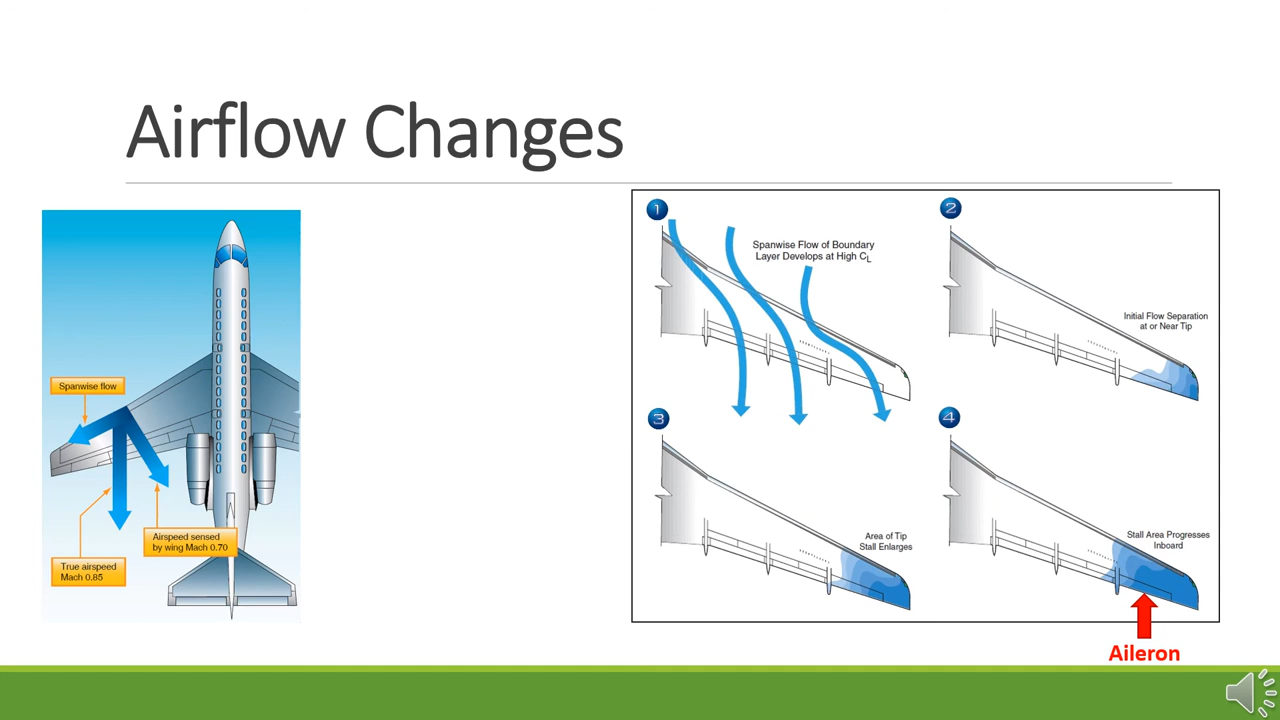 Airflow Changes
Spanwise flow
Airspeed sensed
by wing Mach 0.70
True airspeed
Mach 0.85
1
Spanwise Flow of Boundary
Layer Develops at High CL
2
Initial Flow Separation
at or Near Tip
3
Area of Tip
Stall Enlarges
4
Stall Area Progresses
Inboard
Aileron